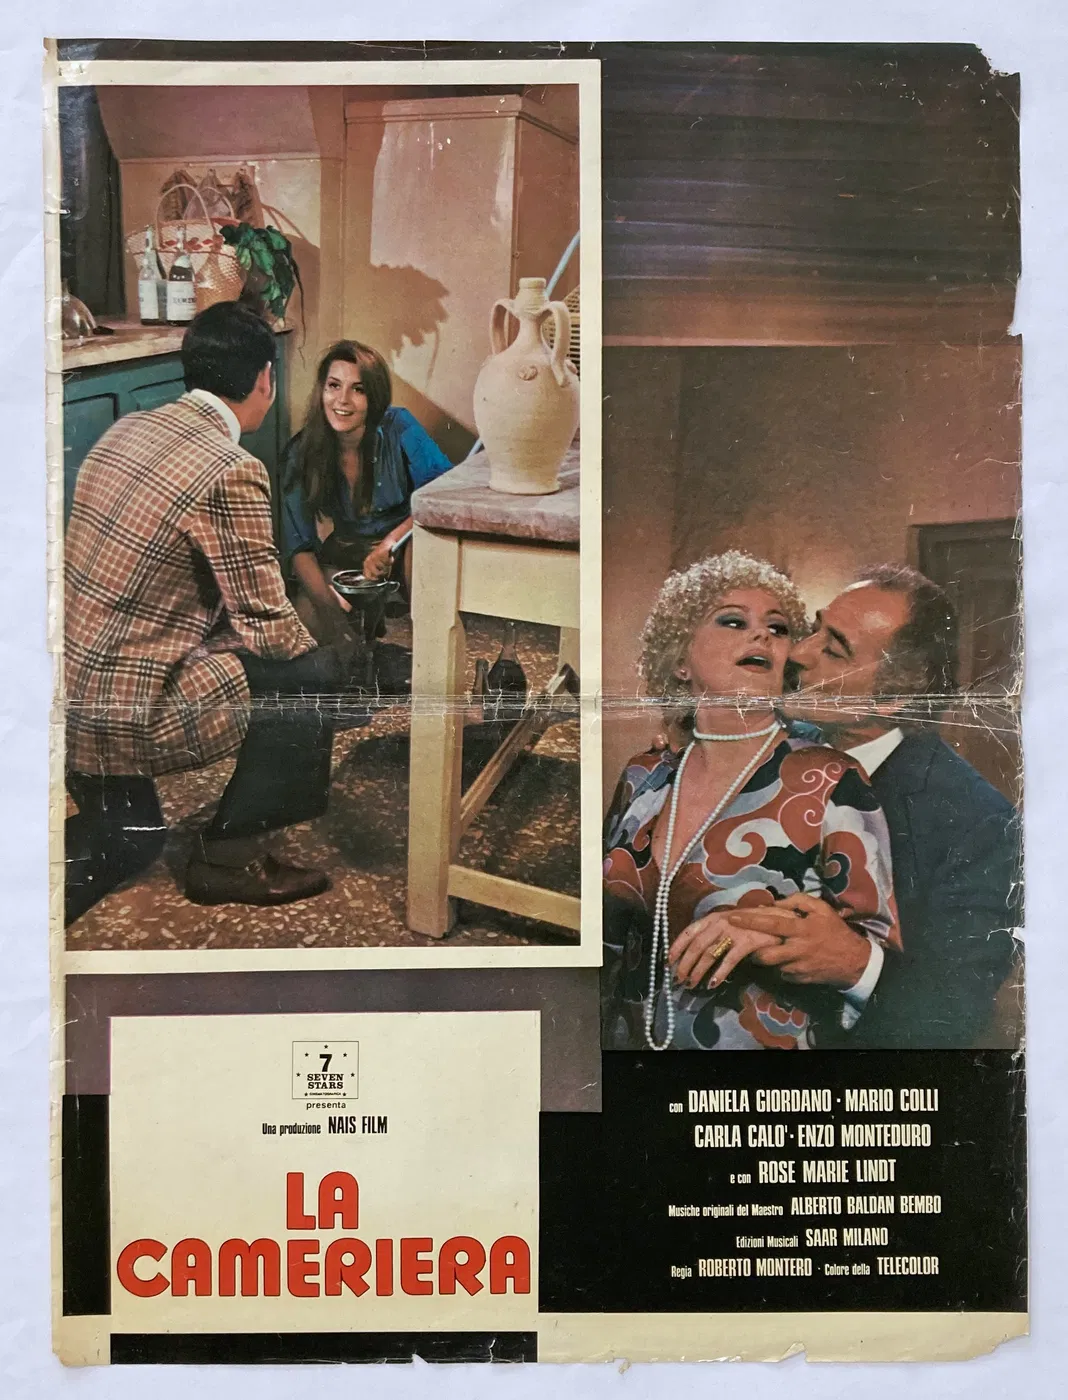 7
SEVEN
STARS
CINEMATOGRAFICA
presenta
Una produzione NAIS FILM
LA
CAMERIERA
con DANIELA GIORDANO · MARIO COLLI
CARLA CALO' · ENZO MONTEDURO
e con ROSE MARIE LINDT
Musiche originali del Maestro ALBERTO BALDAN BEMBO
Edizioni Musicali SAAR MILANO
Regia ROBERTO MONTERO · Colore della TELECOLOR